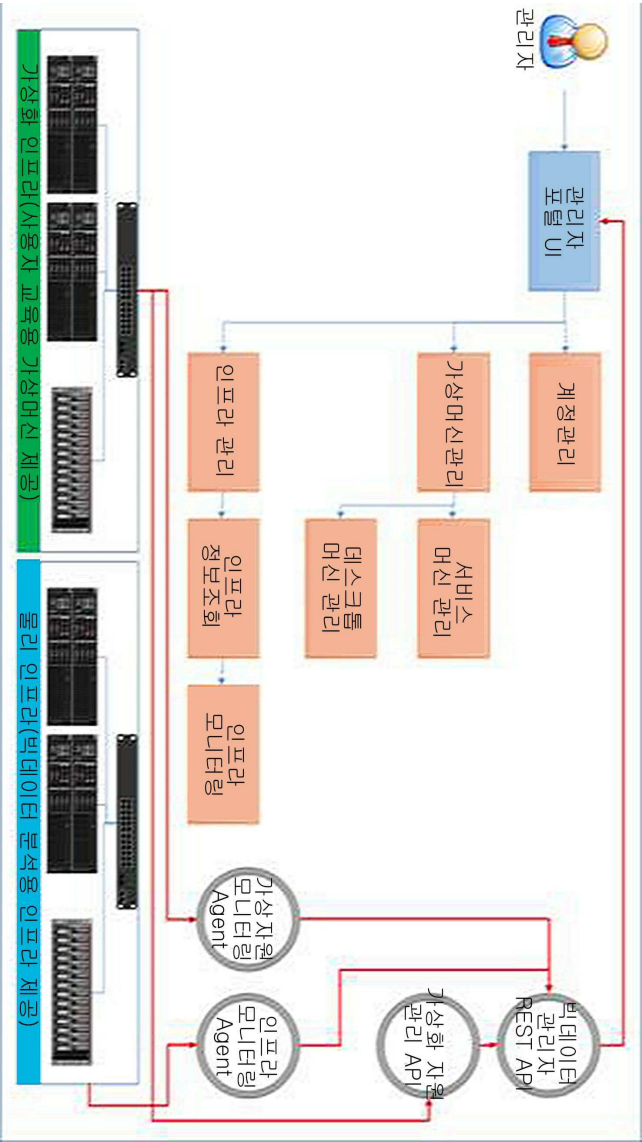 관리자
관리자
포털 UI
계정관리
가상머신관리
인프라 관리
서비스
머신 관리
데스크톱
머신 관리
인프라
정보조회
인프라
모니터링
빅데이터
관리자
REST API
가상화 자원
관리 API
가상자원
모니터링
Agent
인프라
모니터링
Agent
가상화 인프라(사용자 교육용 가상머신 제공)
물리 인프라(빅데이터 분석용 인프라 제공)